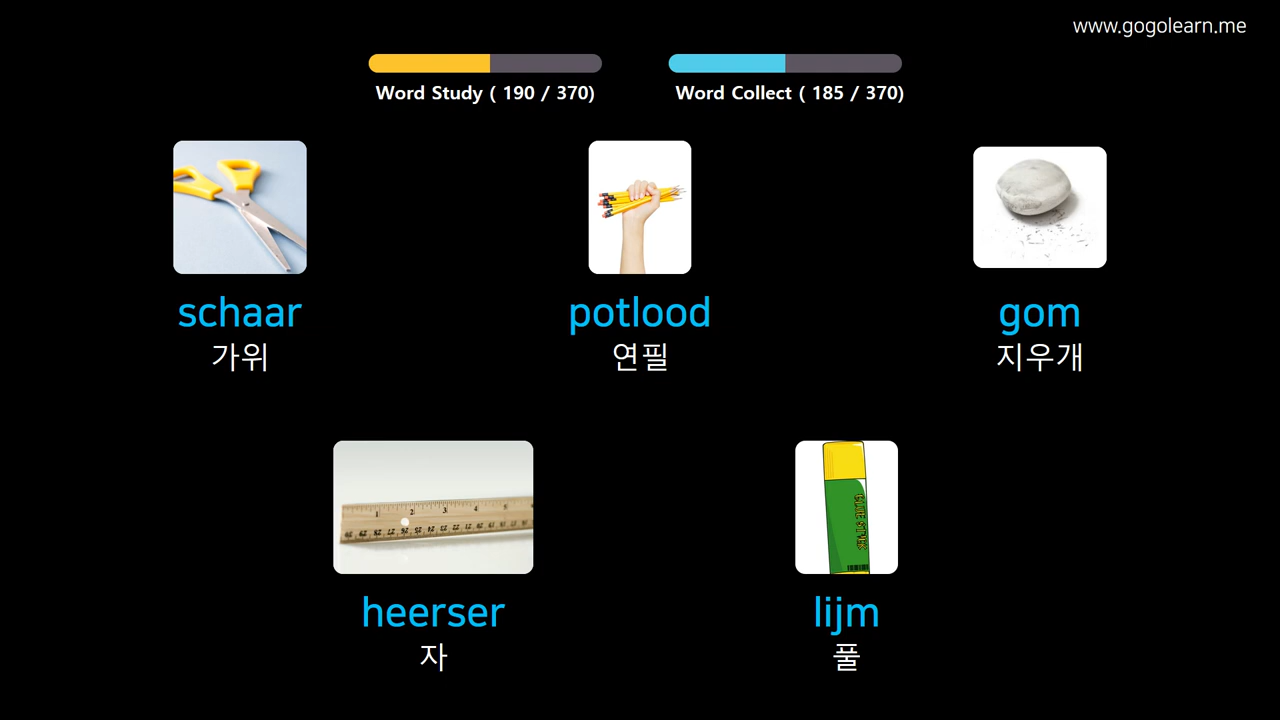 www.gogolearn.me
Word Study ( 190 / 370)
Word Collect ( 185 / 370)
schaar
가위
potlood
연필
gom
지우개
heerser
자
lijm
풀